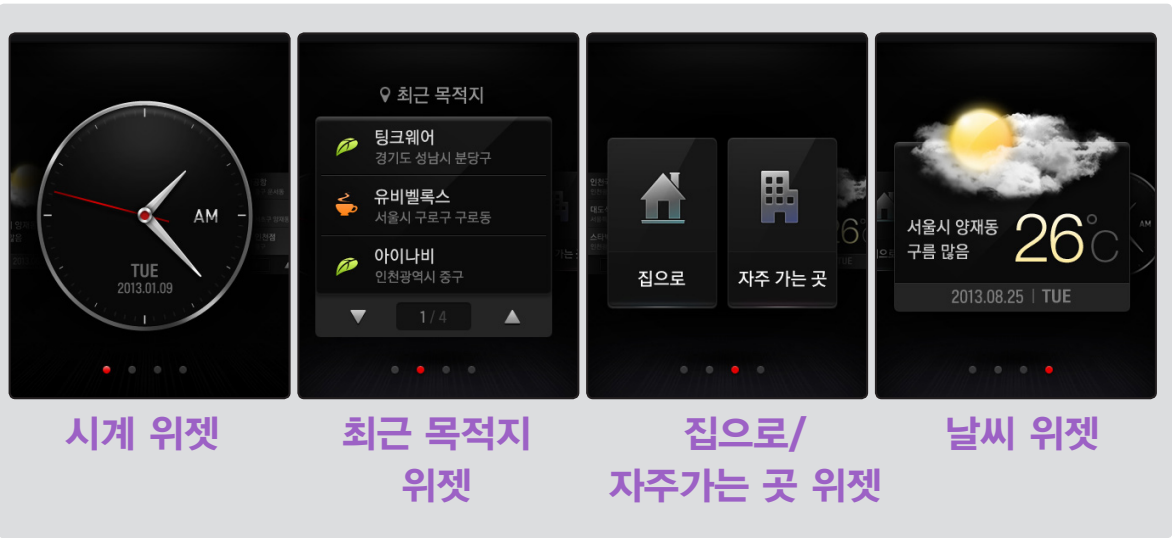 AM
TUE
2013.01.09
시계 위젯
최근 목적지
팅크웨어
경기도 성남시 분당구
유비벨록스
서울시 구로구 구로동
아이나비
인천광역시 중구
1/4
최근 목적지
위젯
집으로
자주 가는 곳
집으로/
자주가는 곳 위젯
서울시 양재동
구름 많음
26°C
2013.08.25 | TUE
날씨 위젯